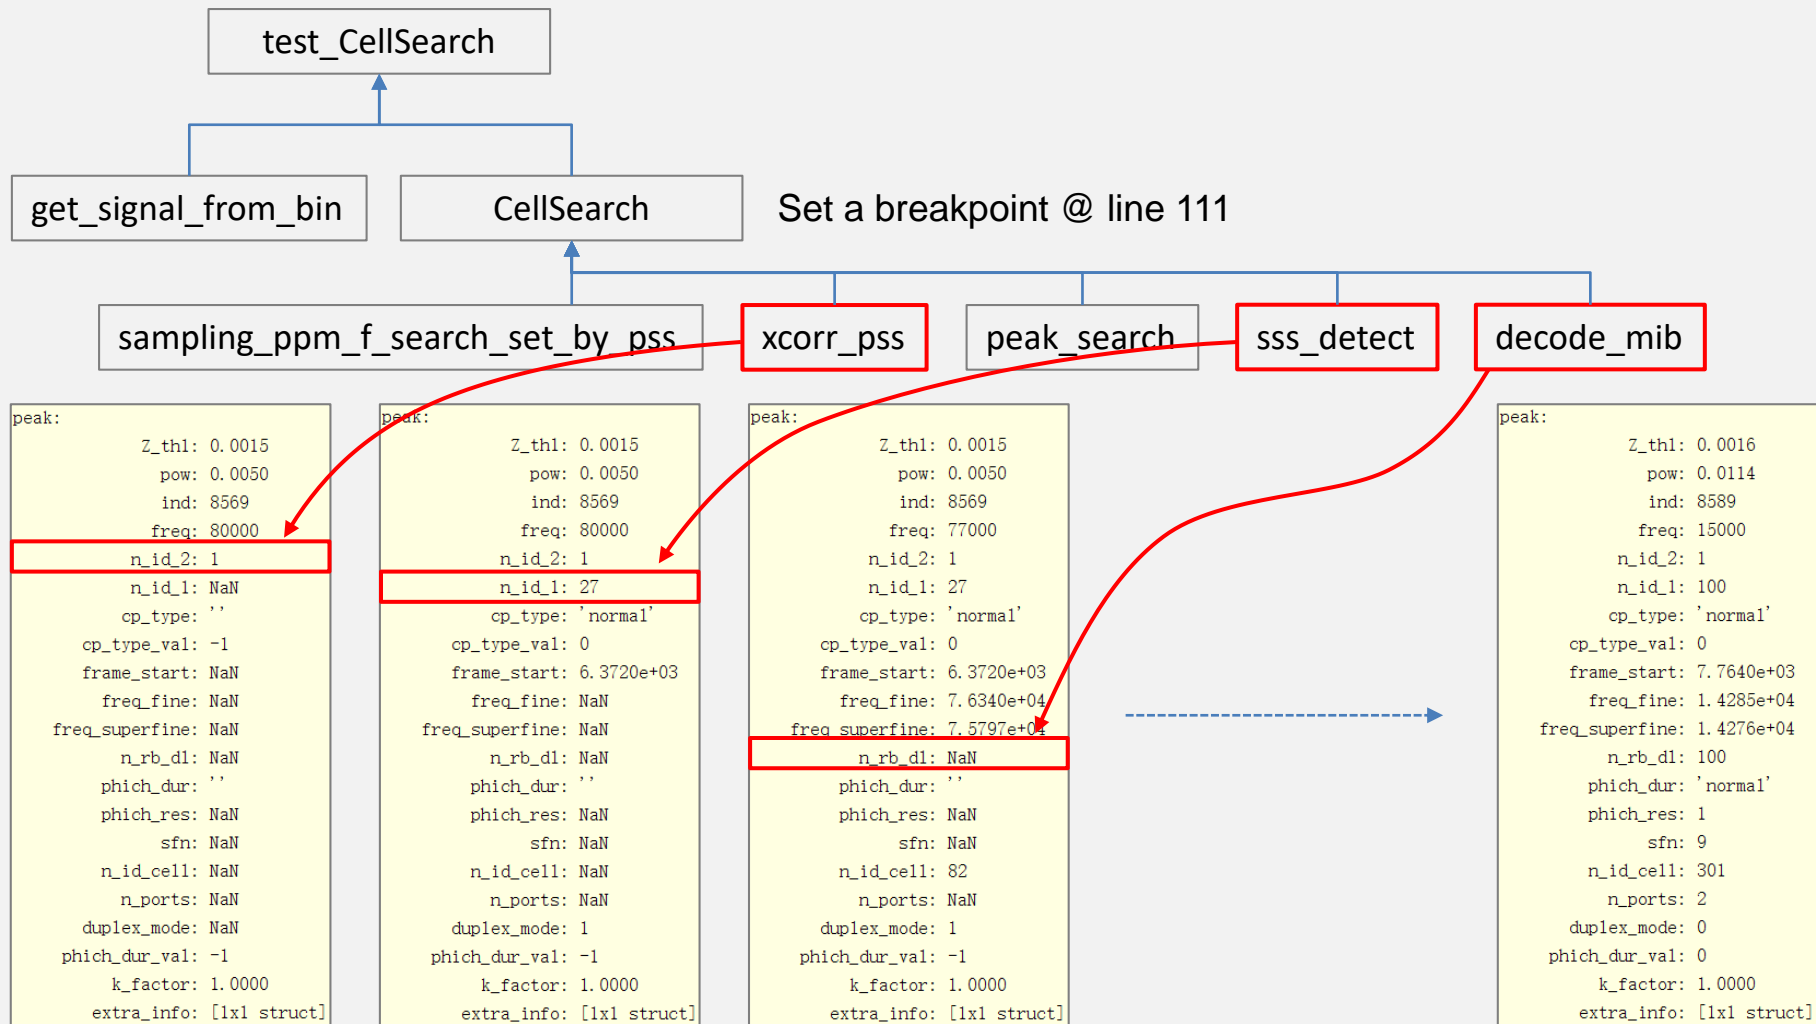 test_CellSearch
get_signal_from_bin
CellSearch
Set a breakpoint @ line 111
sampling_ppm_f_search_set_by_pss
xcorr_pss
peak_search
sss_detect
decode_mib
peak:
Z_th1: 0.0015
pow: 0.0050
ind: 8569
freq: 80000
n_id_2: 1
n_id_1: NaN
cp_type: ''
cp_type_val: -1
frame_start: NaN
freq_fine: NaN
freq_superfine: NaN
n_rb_dl: NaN
phich_dur: ''
phich_res: NaN
sfn: NaN
n_id_cell: NaN
n_ports: NaN
duplex_mode: NaN
phich_dur_val: -1
k_factor: 1.0000
extra_info: [1x1 struct]
peak:
Z_th1: 0.0015
pow: 0.0050
ind: 8569
freq: 80000
n_id_2: 1
n_id_1: 27
cp_type: 'normal'
cp_type_val: 0
frame_start: 6.3720e+03
freq_fine: NaN
freq_superfine: NaN
n_rb_dl: NaN
phich_dur: ''
phich_res: NaN
sfn: NaN
n_id_cell: NaN
n_ports: NaN
duplex_mode: 1
phich_dur_val: -1
k_factor: 1.0000
extra_info: [1x1 struct]
peak:
Z_th1: 0.0015
pow: 0.0050
ind: 8569
freq: 77000
n_id_2: 1
n_id_1: 27
cp_type: 'normal'
cp_type_val: 0
frame_start: 6.3720e+03
freq_fine: 7.6340e+04
freq_superfine: 7.5797e+04
n_rb_dl: NaN
phich_dur: ''
phich_res: NaN
sfn: NaN
n_id_cell: 82
n_ports: NaN
duplex_mode: 1
phich_dur_val: -1
k_factor: 1.0000
extra_info: [1x1 struct]
peak:
Z_th1: 0.0016
pow: 0.0114
ind: 8589
freq: 15000
n_id_2: 1
n_id_1: 100
cp_type: 'normal'
cp_type_val: 0
frame_start: 7.7640e+03
freq_fine: 1.4285e+04
freq_superfine: 1.4276e+04
n_rb_dl: 100
phich_dur: 'normal'
phich_res: 1
sfn: 9
n_id_cell: 301
n_ports: 2
duplex_mode: 0
phich_dur_val: 0
k_factor: 1.0000
extra_info: [1x1 struct]